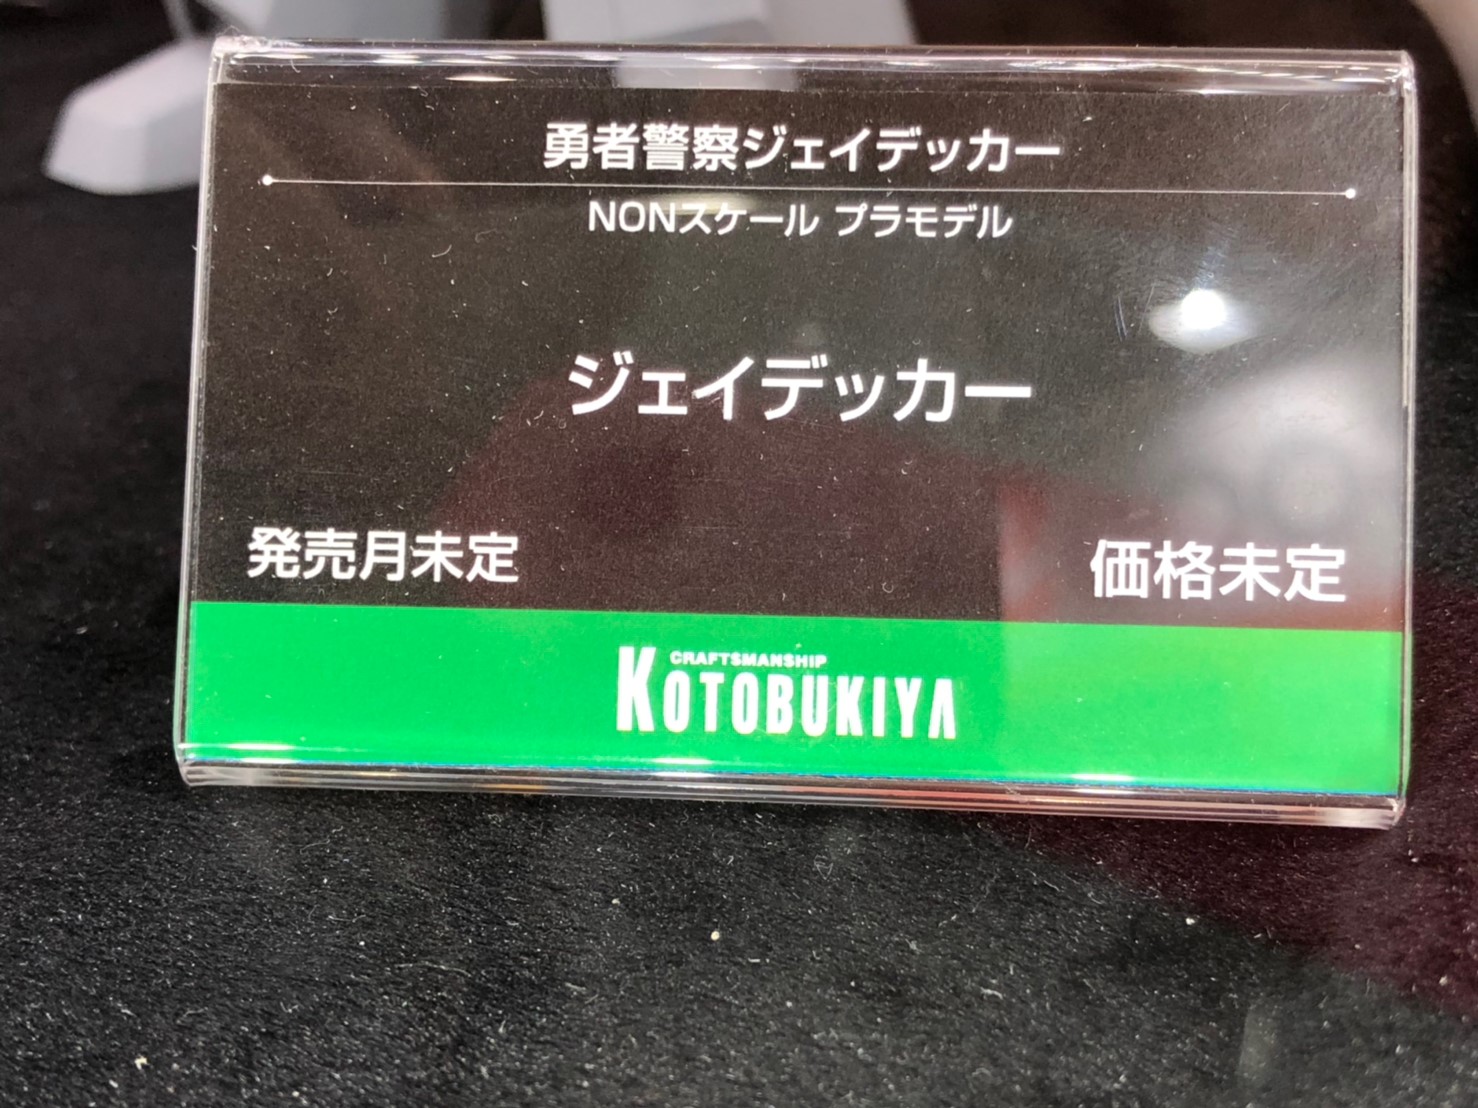 勇者警察ジェイデッカー
NONスケール プラモデル
ジェイデッカー
発売月未定
価格未定
CRAFTSMANSHIP
KOTOBUKIYA